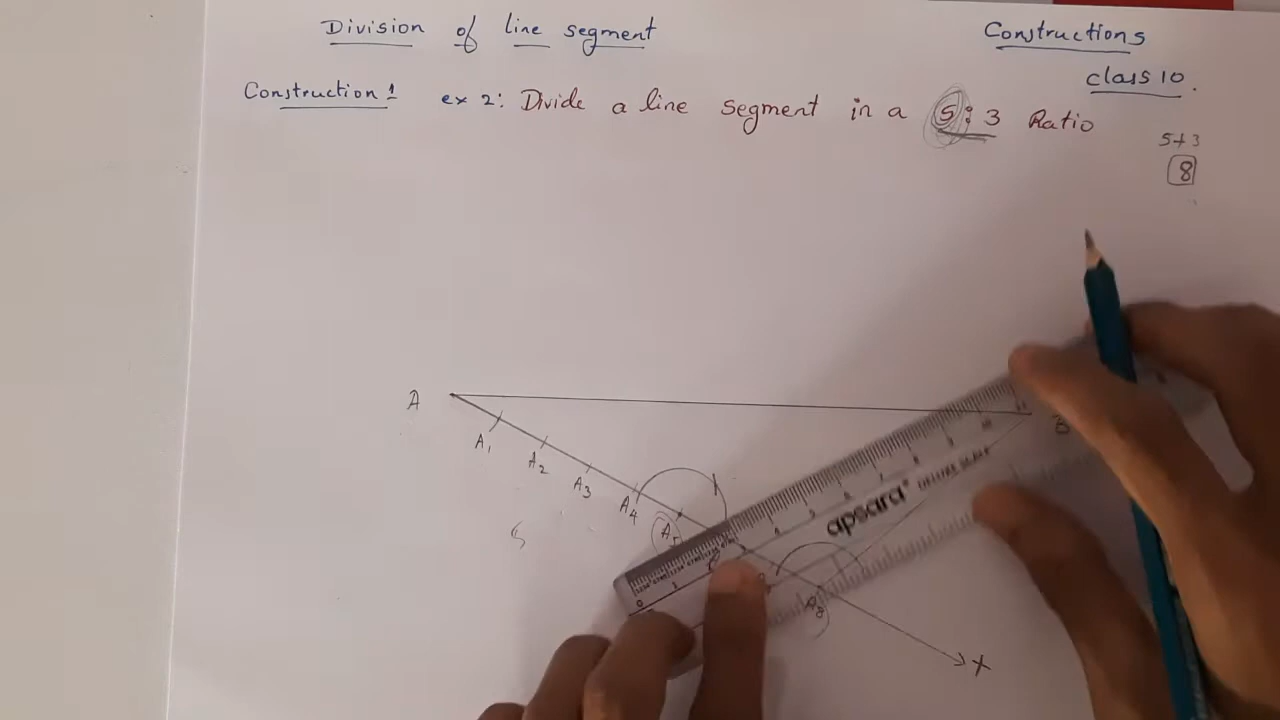 Division of line segment
Constructions
class 10.
Construction 1 ex 2: Divide a line segment in a 5:3 Ratio
5+3
8
A
B
A1
A2
A3
A4
A5
A8
X
5
apsara